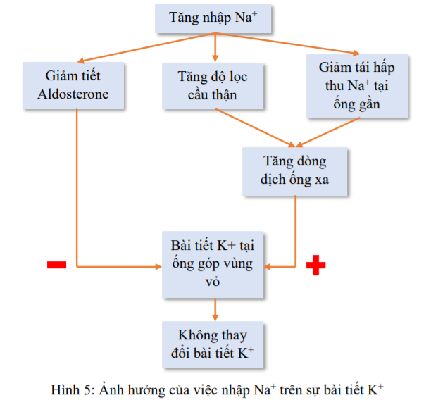 Tăng nhập Na⁺
Giảm tiết
Aldosterone
Tăng độ lọc
cầu thận
Giảm tái hấp
thu Na⁺ tại
ống gần
Tăng dòng
dịch ống xa
Bài tiết K+ tại
ống góp vùng
vỏ
Không thay
đổi bài tiết K⁺
Hình 5: Ảnh hưởng của việc nhập Na⁺ trên sự bài tiết K⁺